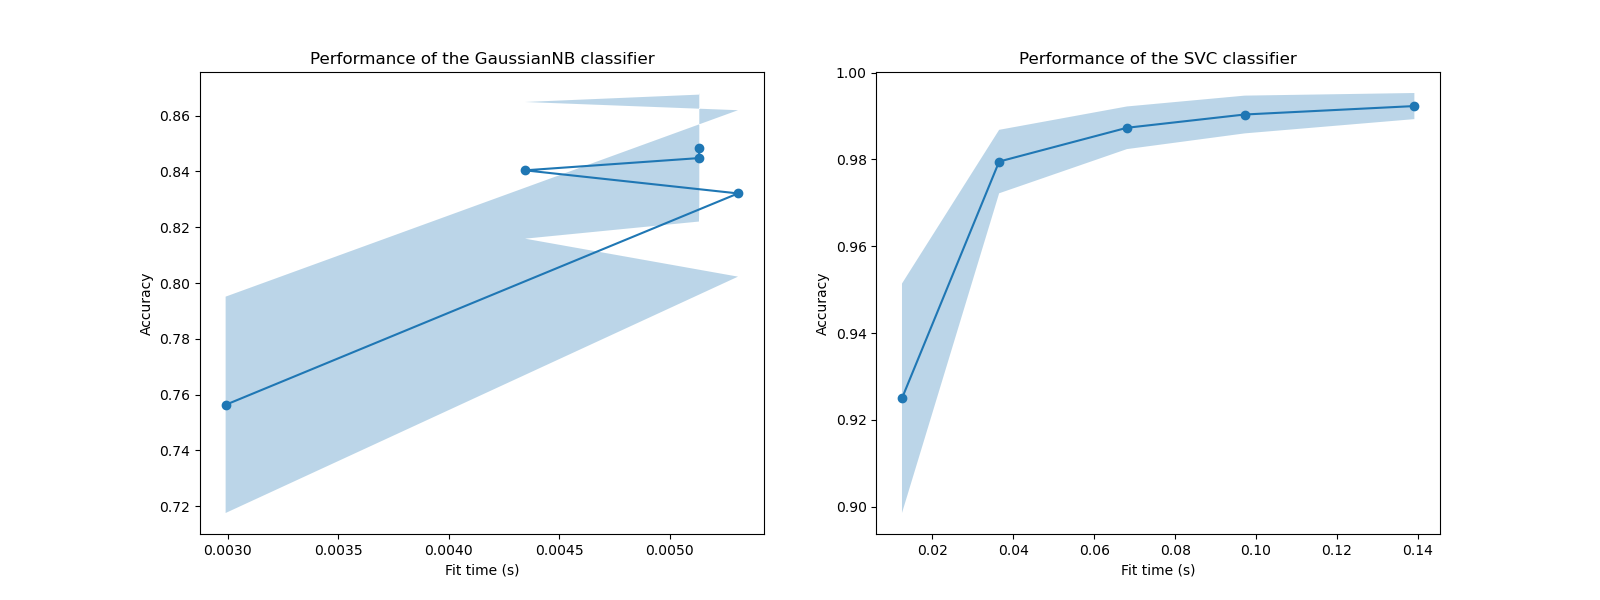 Performance of the GaussianNB classifier
0.86
0.84
0.82
0.80
0.78
0.76
0.74
0.72
Accuracy
0.0030 0.0035 0.0040 0.0045 0.0050
Fit time (s)
Performance of the SVC classifier
1.00
0.98
0.96
0.94
0.92
0.90
Accuracy
0.02 0.04 0.06 0.08 0.10 0.12 0.14
Fit time (s)